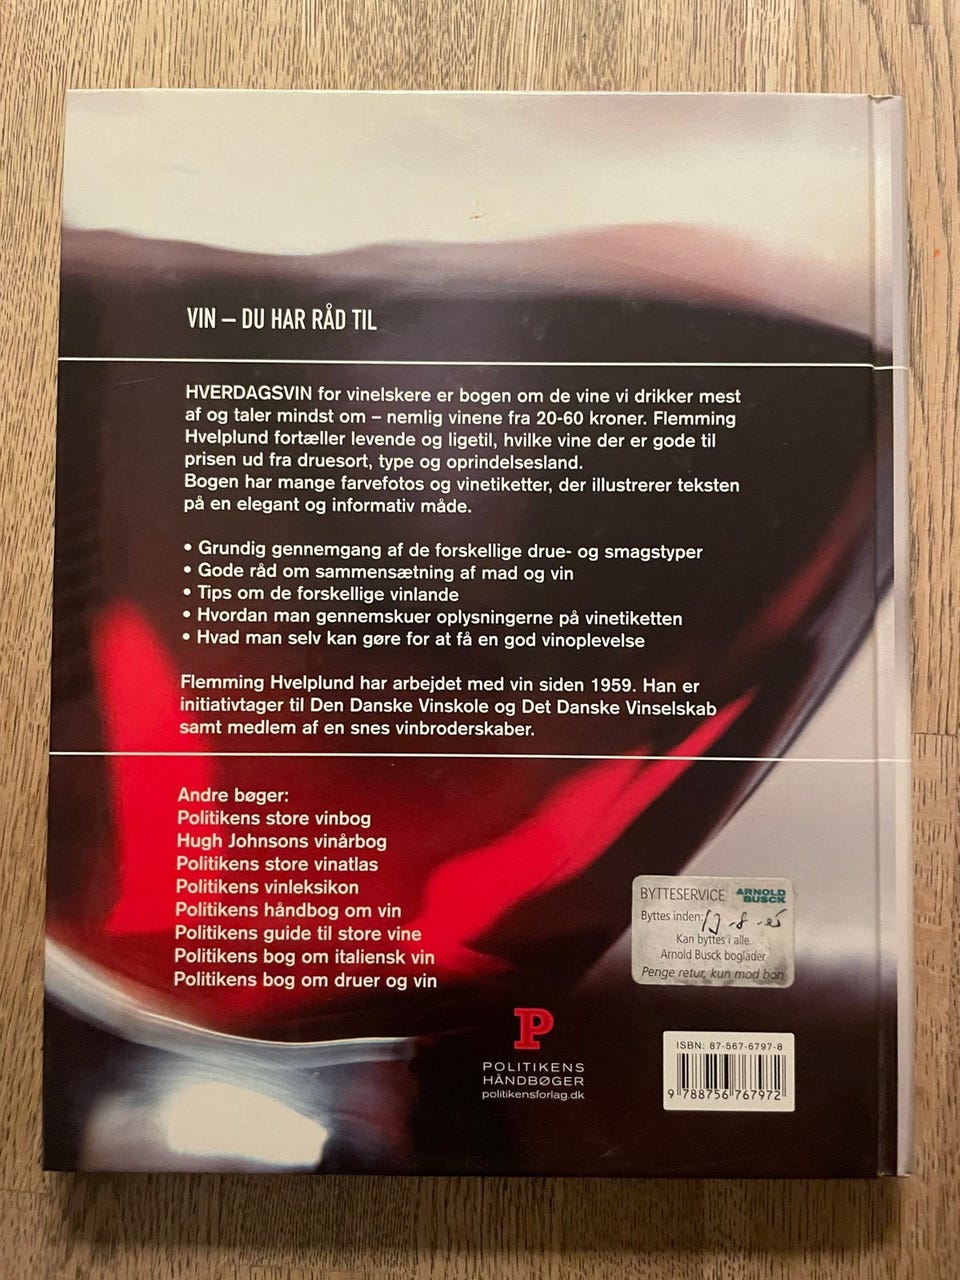 VIN – DU HAR RÅD TIL
HVERDAGSVIN for vinelskere er bogen om de vine vi drikker mest
af og taler mindst om – nemlig vinene fra 20-60 kroner. Flemming
Hvelplund fortæller levende og ligetil, hvilke vine der er gode til
prisen ud fra druesort, type og oprindelsesland.
Bogen har mange farvefotos og vinetiketter, der illustrerer teksten
på en elegant og informativ måde.
• Grundig gennemgang af de forskellige drue- og smagstyper
• Gode råd om sammensætning af mad og vin
• Tips om de forskellige vinlande
• Hvordan man gennemskuer oplysningerne på vinetiketten
• Hvad man selv kan gøre for at få en god vinoplevelse
Flemming Hvelplund har arbejdet med vin siden 1959. Han er
initiativtager til Den Danske Vinskole og Det Danske Vinselskab
samt medlem af en snes vinbroderskaber.
Andre bøger:
Politikens store vinbog
Hugh Johnsons vinårbog
Politikens store vinatlas
Politikens vinleksikon
Politikens håndbog om vin
Politikens guide til store vine
Politikens bog om italiensk vin
Politikens bog om druer og vin
BYTTESERVICE ARNOLD BUSCK
Byttes inden:
Kan byttes i alle
Arnold Busck boglader
Penge retur, kun mod bon
P
POLITIKENS
HÅNDBØGER
politikensforlag.dk
ISBN: 87-567-6797-8
9 788756 767972